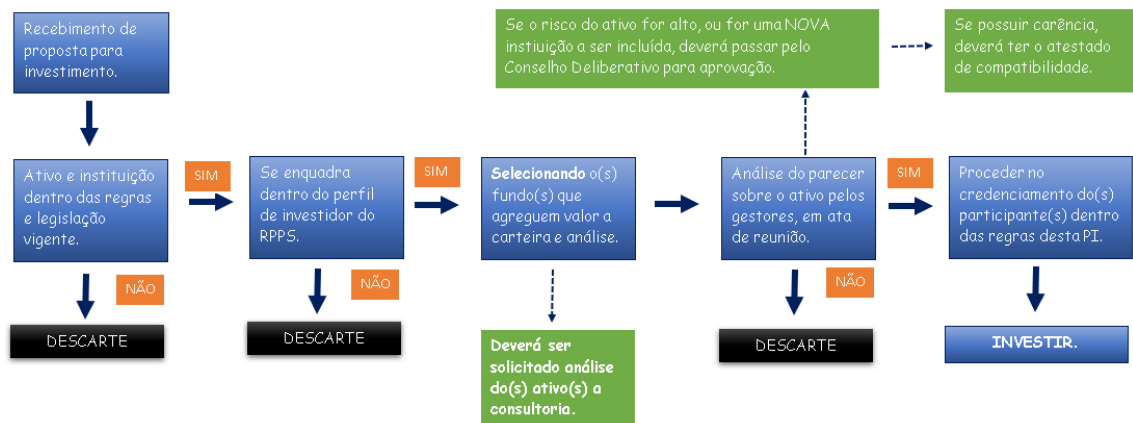 Recebimento de
proposta para
investimento.
Se o risco do ativo for alto, ou for uma NOVA
instiuição a ser incluída, deverá passar pelo
Conselho Deliberativo para aprovação.
Se possuir carência,
deverá ter o atestado
de compatibilidade.
Ativo e instituição
dentro das regras
e legislação
vigente.
SIM
NÃO
DESCARTE
Se enquadra
dentro do perfil
de investidor do
RPPS.
SIM
NÃO
DESCARTE
Selecionando o(s)
fundo(s) que
agreguem valor a
carteira e análise.
Deverá ser
solicitado análise
do(s) ativo(s) a
consultoria.
Análise do parecer
sobre o ativo pelos
gestores, em ata
de reunião.
SIM
NÃO
DESCARTE
Proceder no
credenciamento do(s)
participante(s) dentro
das regras desta PI.
INVESTIR.